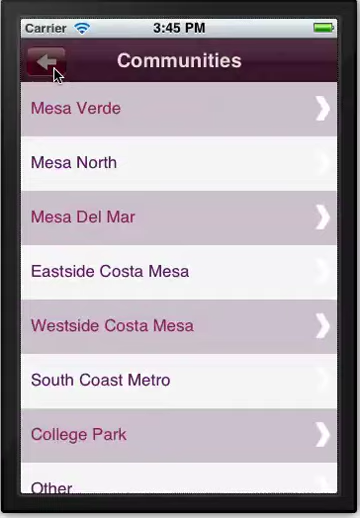 Carrier 3:45 PM
Communities
Mesa Verde
Mesa North
Mesa Del Mar
Eastside Costa Mesa
Westside Costa Mesa
South Coast Metro
College Park
Other